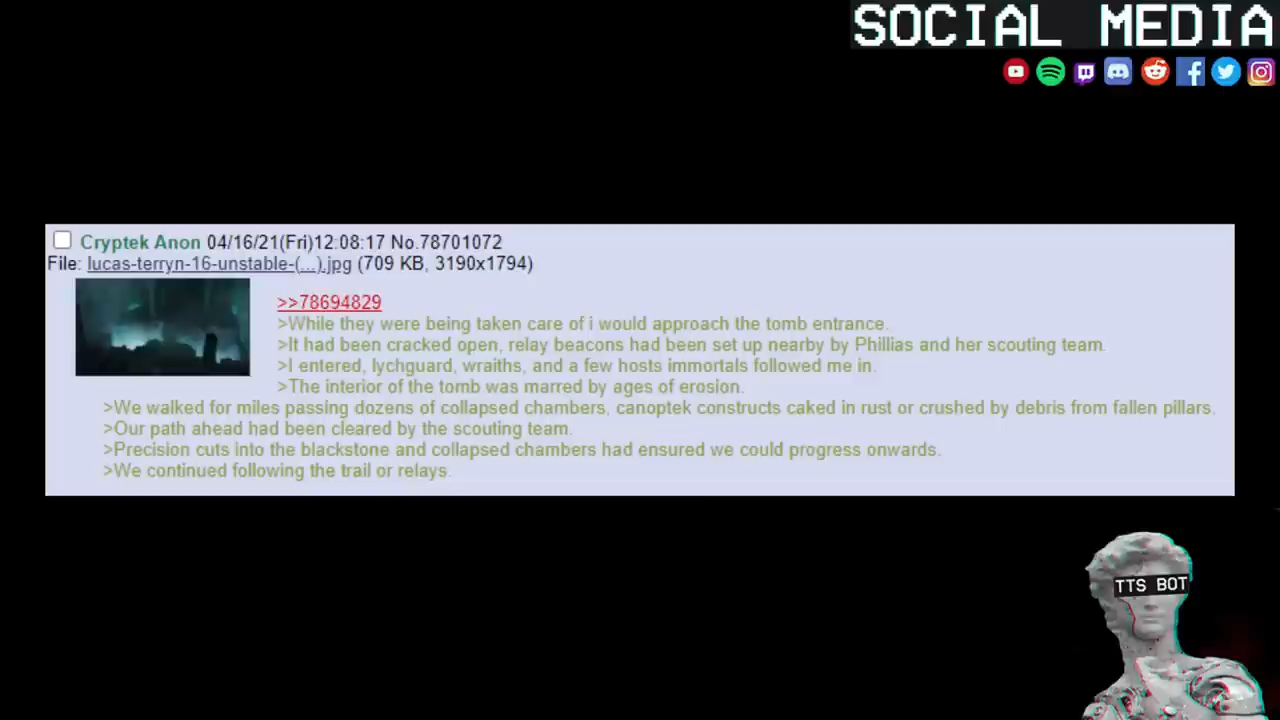 SOCIAL MEDIA
Cryptek Anon 04/16/21(Fri)12:08:17 No.78701072
File: lucas-terryn-16-unstable-(...).jpg (709 KB, 3190x1794)
>>78694829
>While they were being taken care of i would approach the tomb entrance.
>It had been cracked open, relay beacons had been set up nearby by Phillias and her scouting team.
>I entered, lychguard, wraiths, and a few hosts immortals followed me in.
>The interior of the tomb was marred by ages of erosion.
>We walked for miles passing dozens of collapsed chambers, canoptek constructs caked in rust or crushed by debris from fallen pillars.
>Our path ahead had been cleared by the scouting team.
>Precision cuts into the blackstone and collapsed chambers had ensured we could progress onwards.
>We continued following the trail or relays.
TTS BOT